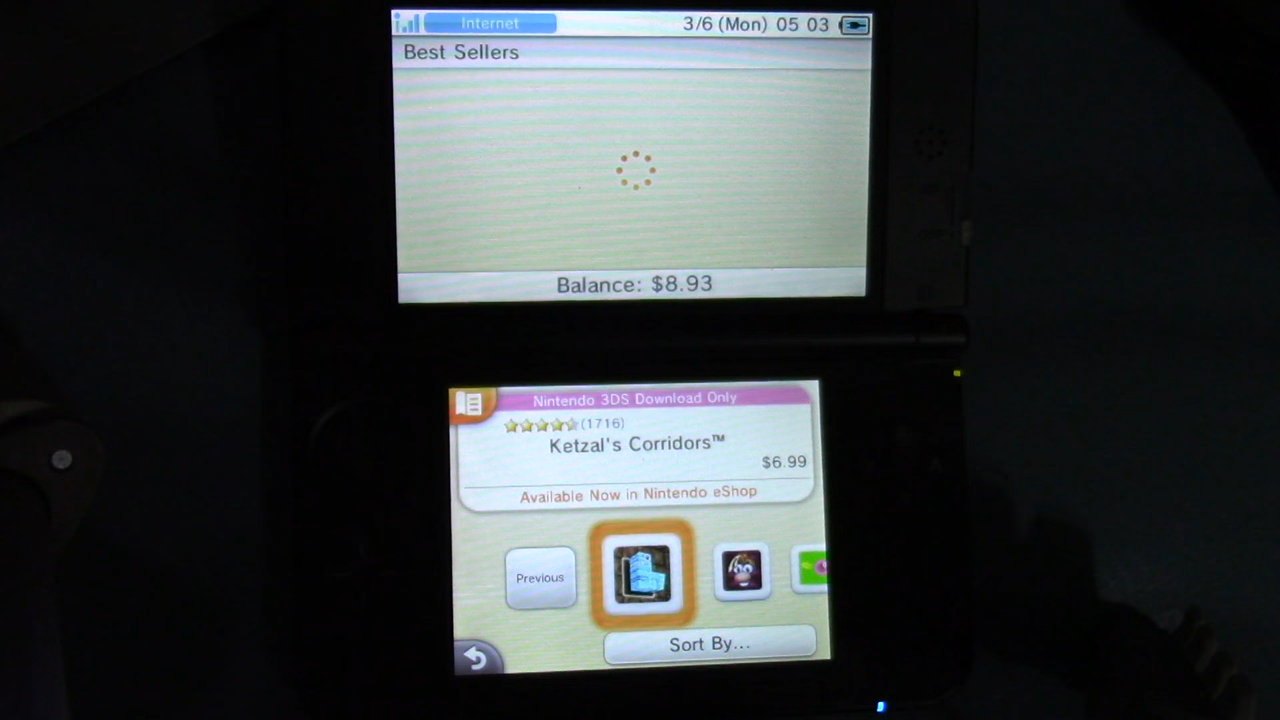 Internet 3/6 (Mon) 05 03
Best Sellers
Balance: $8.93
Nintendo 3DS Download Only
(1716)
Ketzal's Corridors™
$6.99
Available Now in Nintendo eShop
Previous
Sort By...